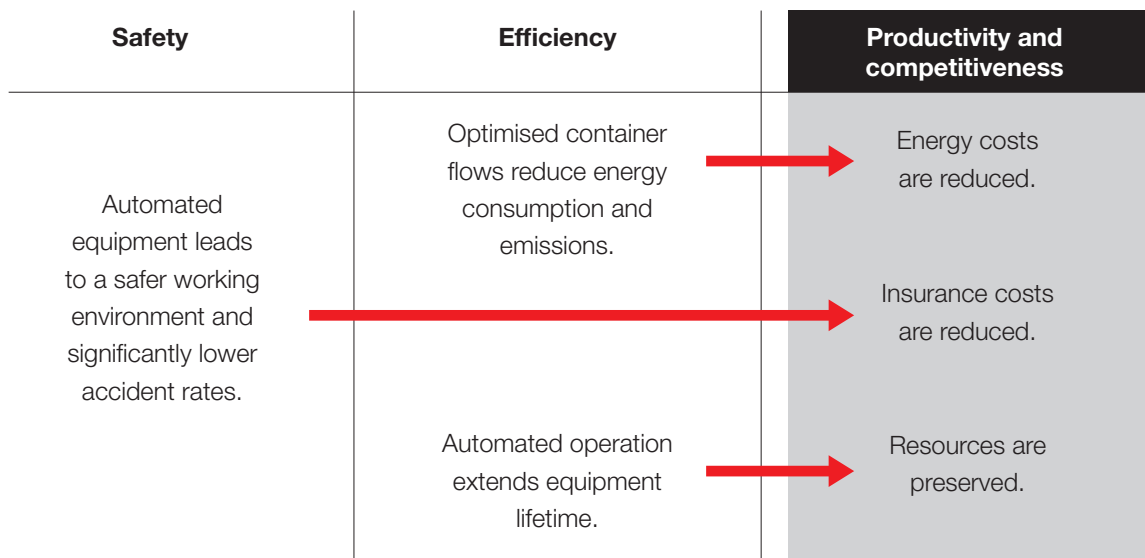 Safety
Efficiency
Productivity and
competitiveness
Automated
equipment leads
to a safer working
environment and
significantly lower
accident rates.
Optimised container
flows reduce energy
consumption and
emissions.
Automated operation
extends equipment
lifetime.
Energy costs
are reduced.
Insurance costs
are reduced.
Resources are
preserved.